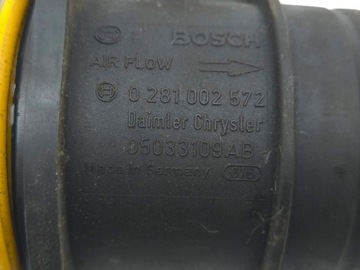 BOSCH
AIR FLOW
0 281 002 572
Daimler Chrysler
05033109AB
Made in Germany